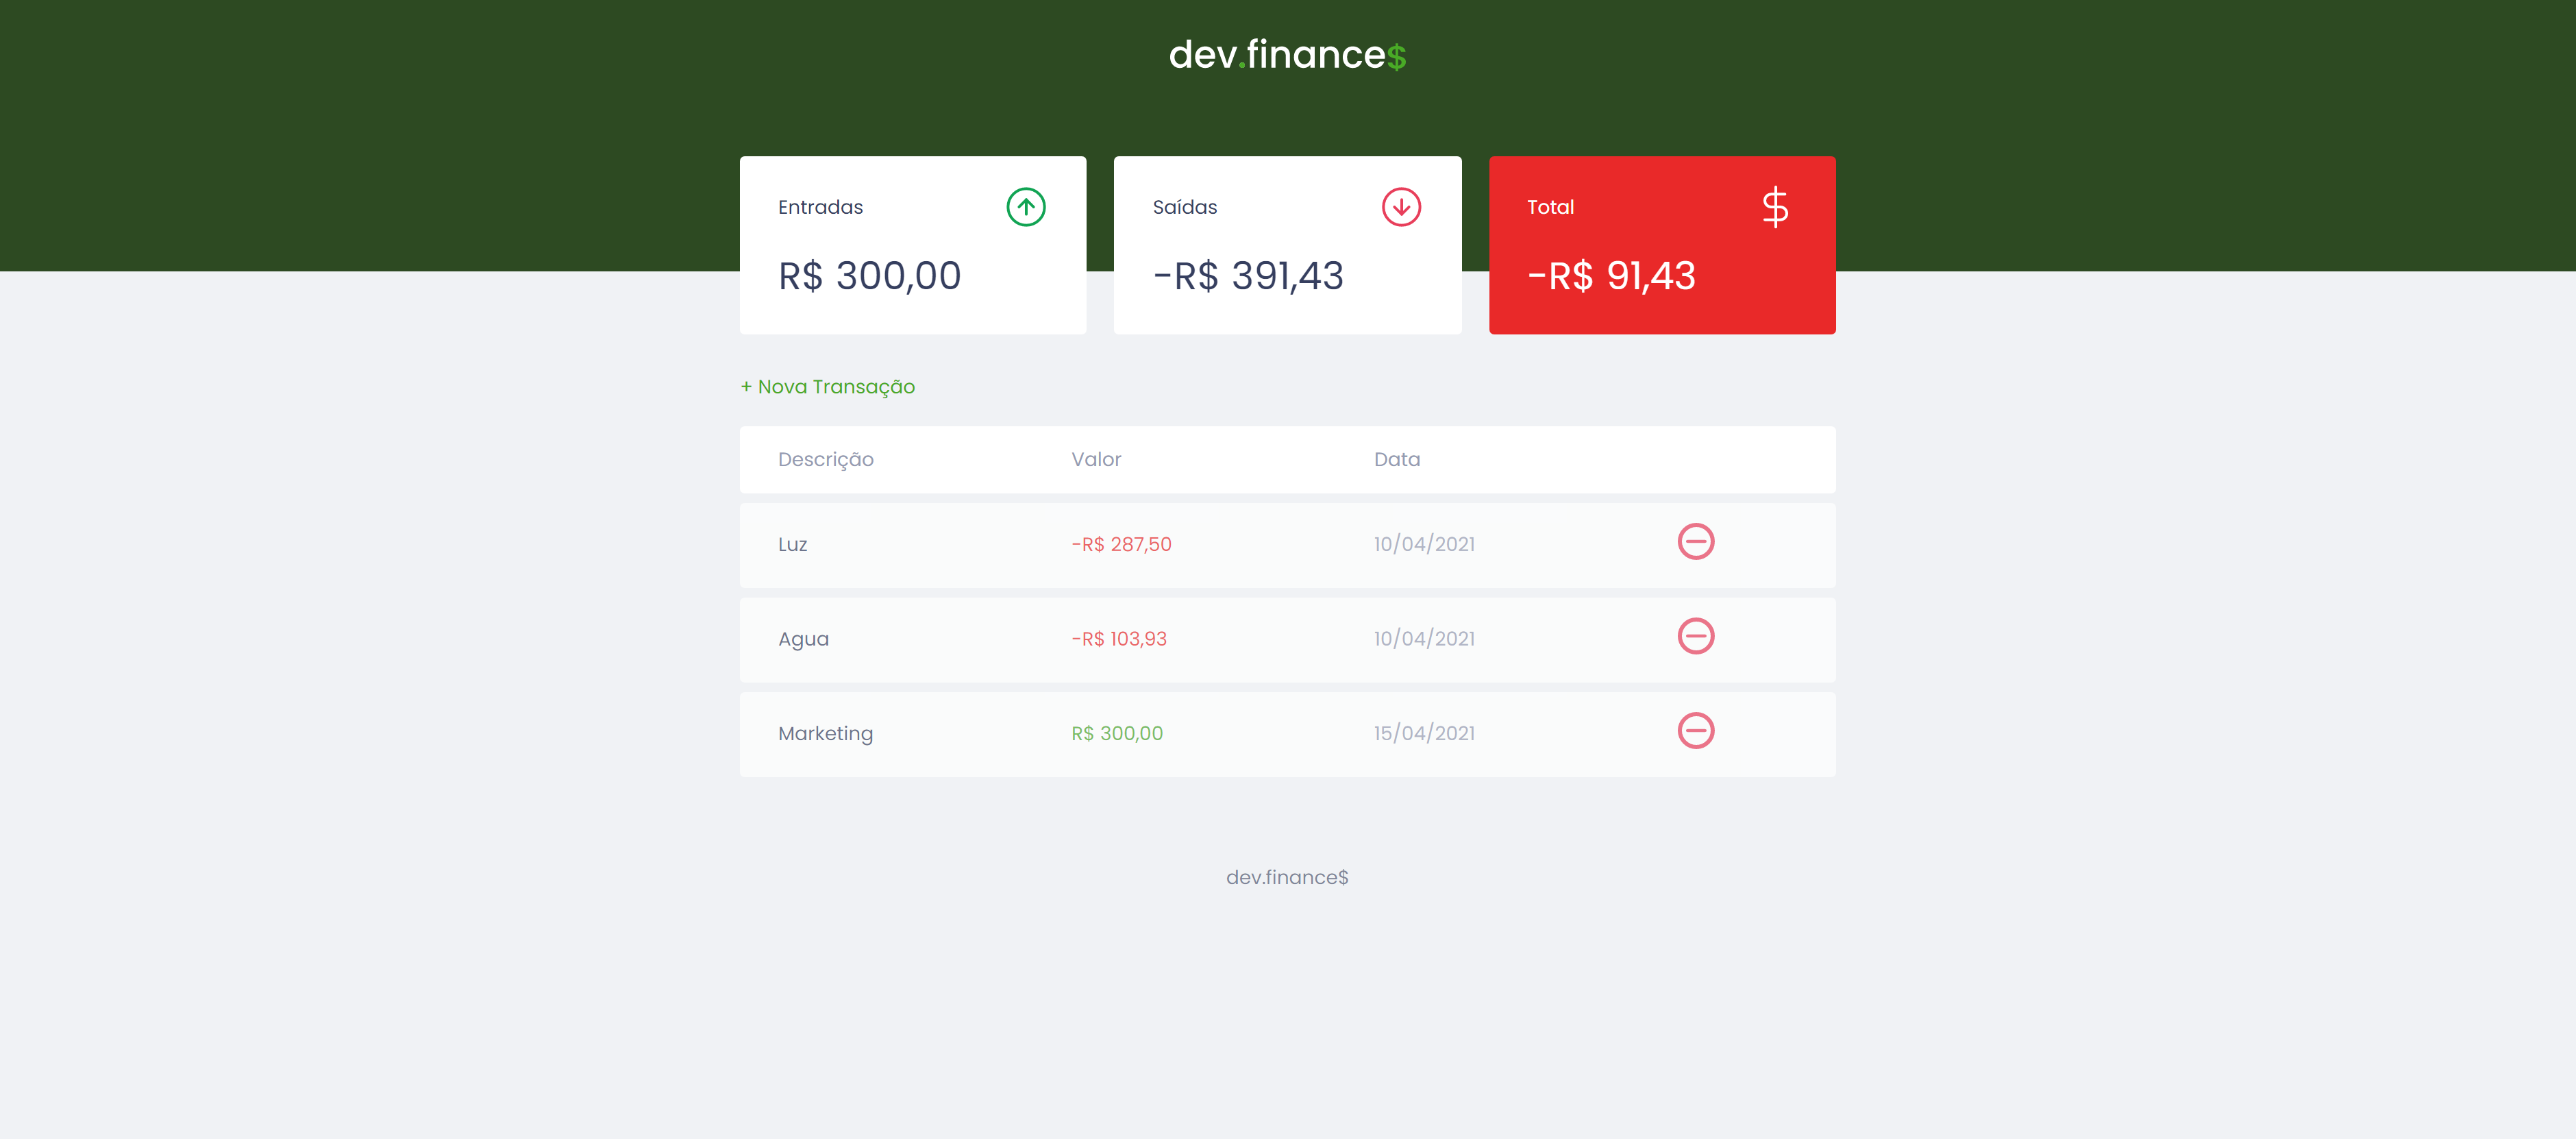 dev.finance$
Entradas
R$ 300,00
Saídas
-R$ 391,43
Total
$
-R$ 91,43
+ Nova Transação
Descrição Valor Data
Luz -R$ 287,50 10/04/2021
Agua -R$ 103,93 10/04/2021
Marketing R$ 300,00 15/04/2021
dev.finance$